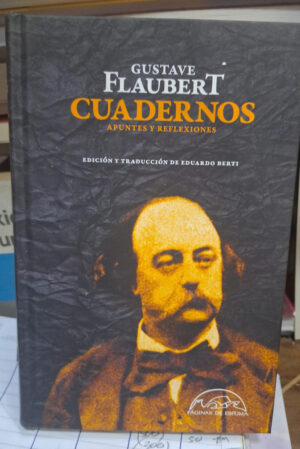 GUSTAVE
FLAUBERT
CUADERNOS
APUNTES Y REFLEXIONES
EDICIÓN Y TRADUCCIÓN DE EDUARDO BERTI
PÁGINAS DE ESPUMA